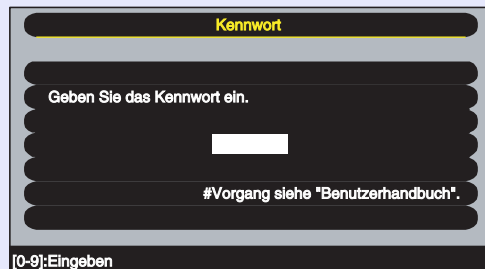 Kennwort
Geben Sie das Kennwort ein.
#Vorgang siehe "Benutzerhandbuch".
[0-9]:Eingeben